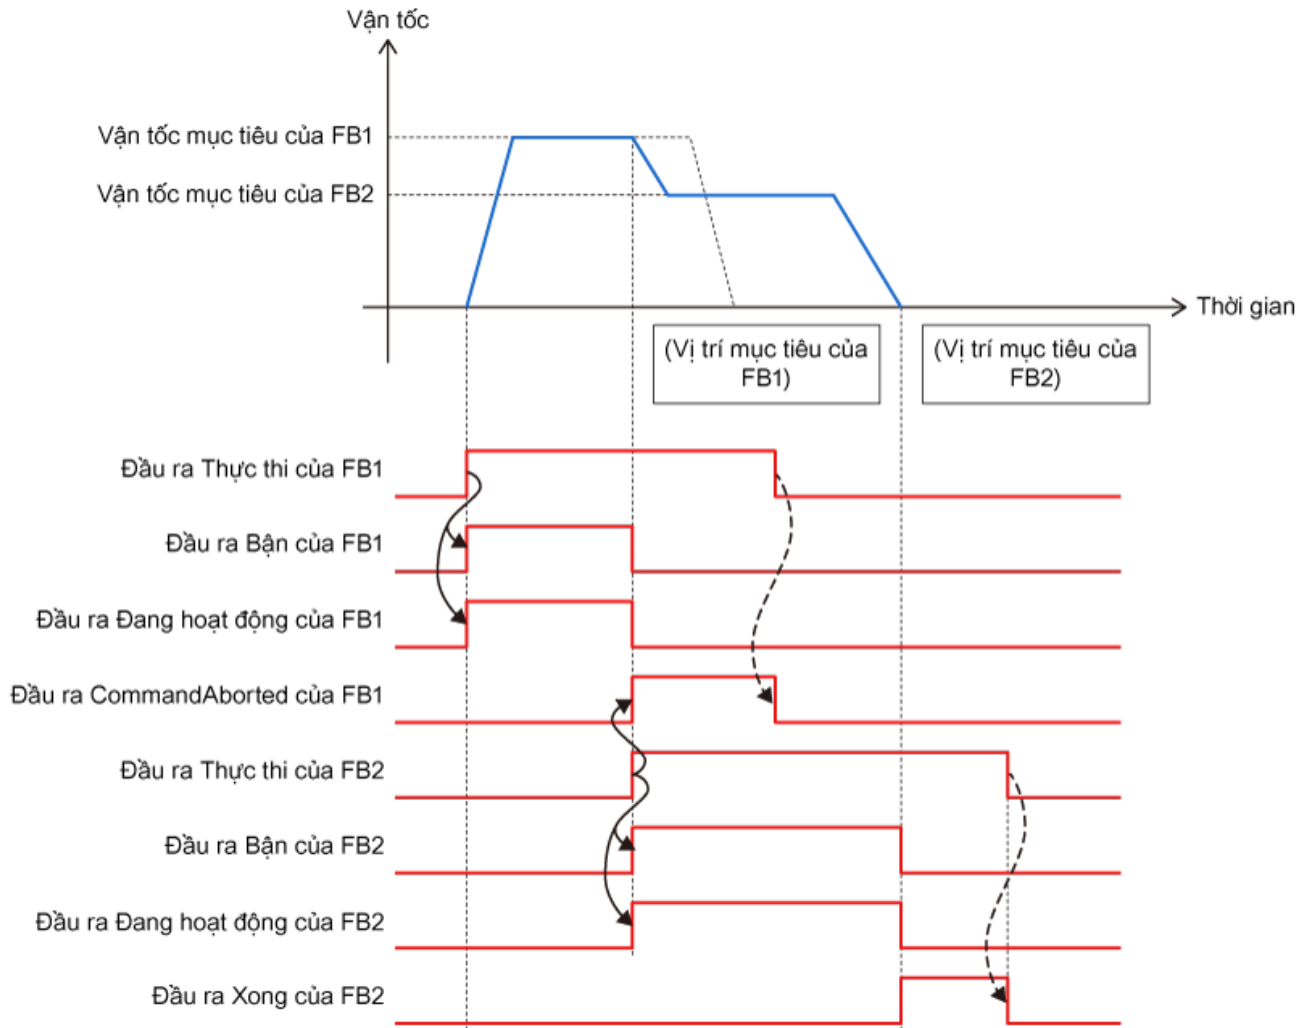 Vận tốc
Vận tốc mục tiêu của FB1
Vận tốc mục tiêu của FB2
Thời gian
(Vị trí mục tiêu của
FB1)
(Vị trí mục tiêu của
FB2)
Đầu ra Thực thi của FB1
Đầu ra Bận của FB1
Đầu ra Đang hoạt động của FB1
Đầu ra CommandAborted của FB1
Đầu ra Thực thi của FB2
Đầu ra Bận của FB2
Đầu ra Đang hoạt động của FB2
Đầu ra Xong của FB2